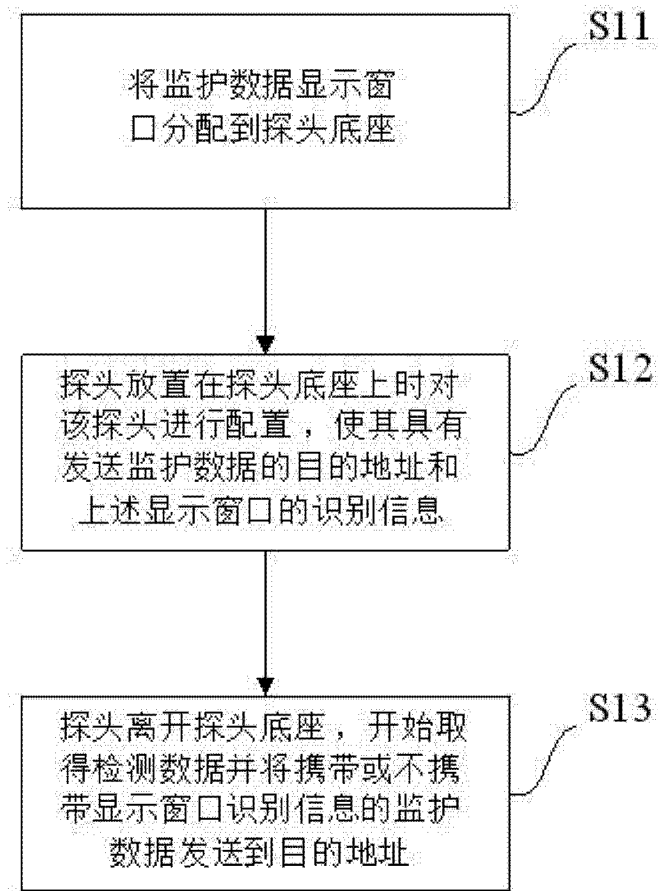 S11
将监护数据显示窗
口分配到探头底座
S12
探头放置在探头底座上时对
该探头进行配置，使其具有
发送监护数据的目的地址和
上述显示窗口的识别信息
S13
探头离开探头底座，开始取
得检测数据并将携带或不携
带显示窗口识别信息的监护
数据发送到目的地址